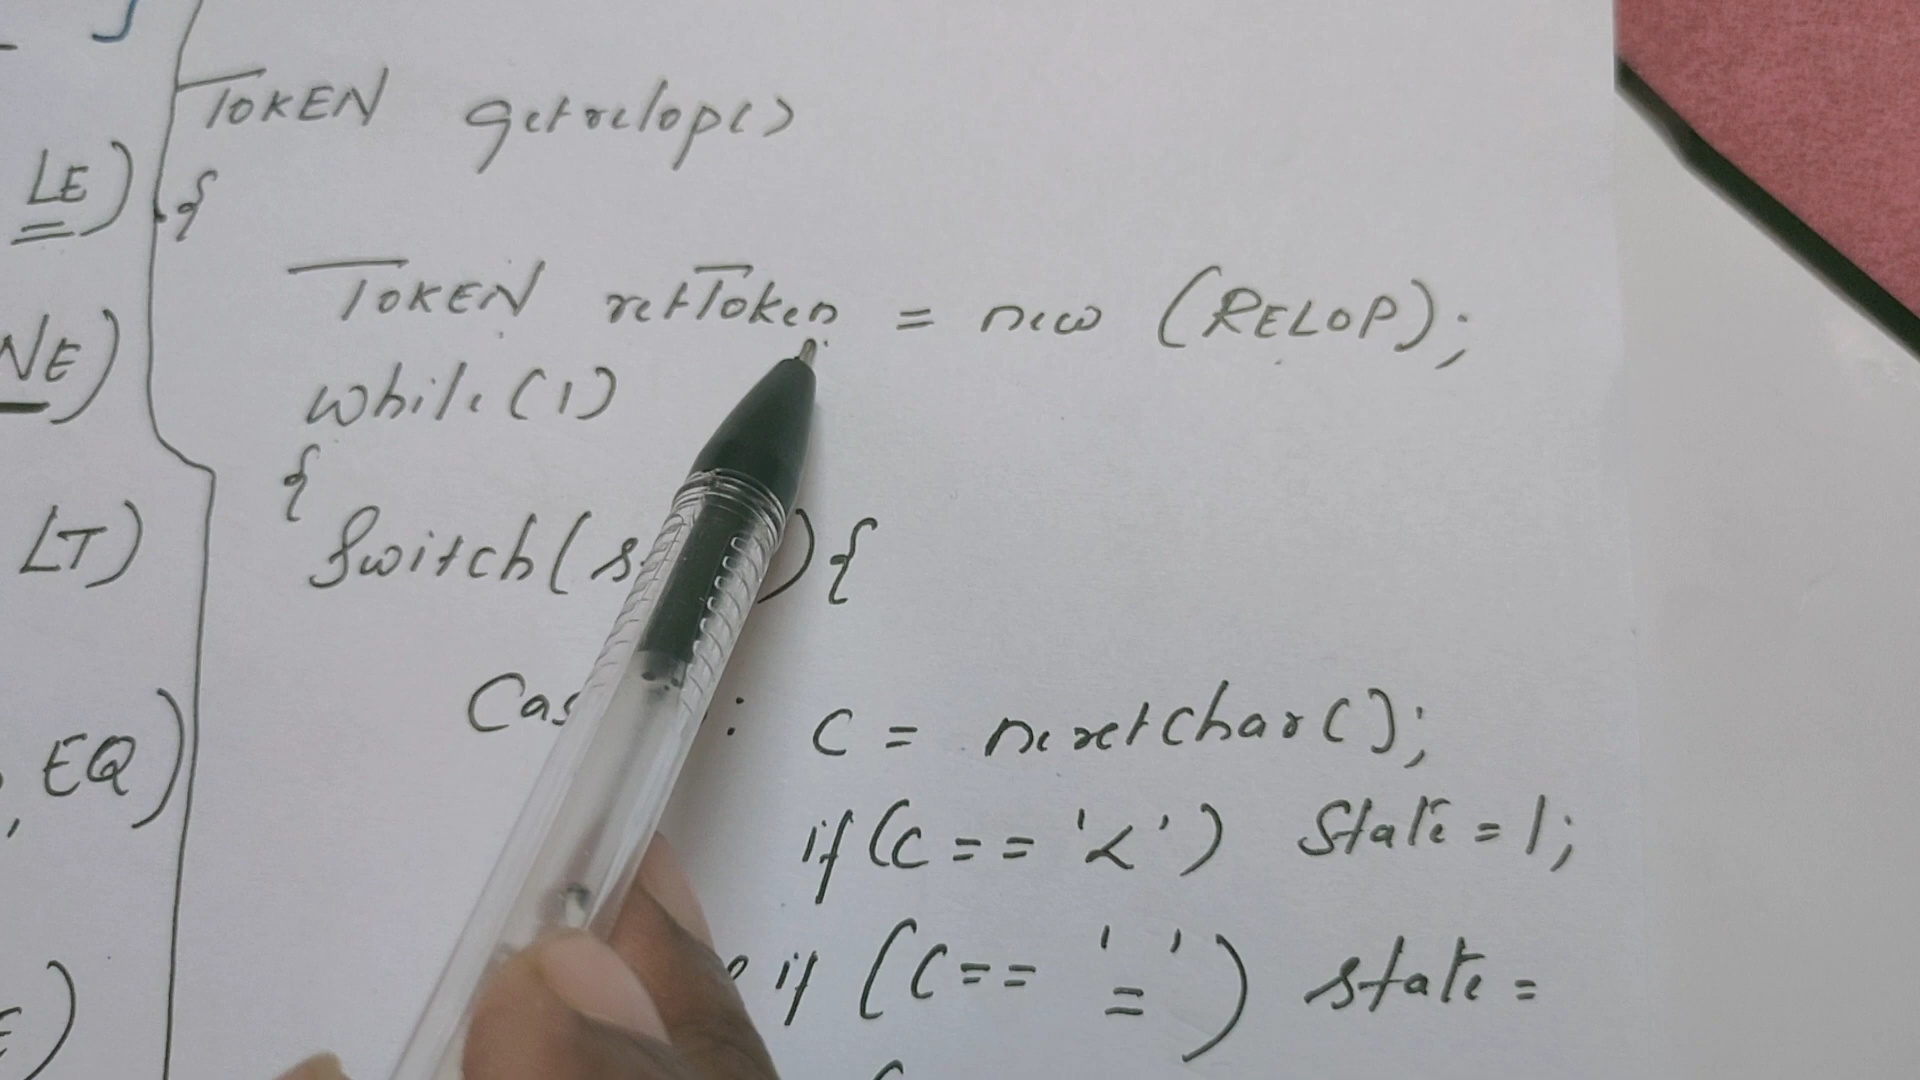 TOKEN getrelop()
{
TOKEN retToken = new (RELOP);
while(1)
{
Switch( ){
: C = nextchar();
if(C == '<') State = 1;
if (C == '=') state =
LE)
NE)
LT)
, EQ)